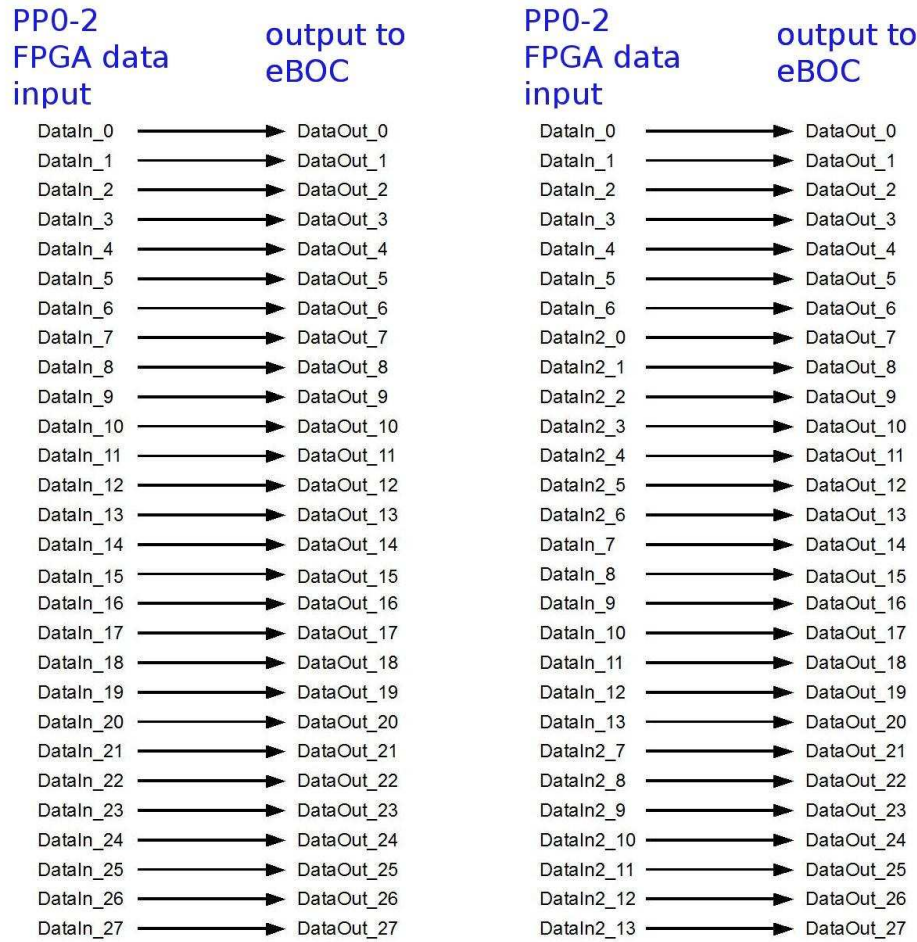 PP0-2
FPGA data
input
output to
eBOC
DataIn_0 DataOut_0
DataIn_1 DataOut_1
DataIn_2 DataOut_2
DataIn_3 DataOut_3
DataIn_4 DataOut_4
DataIn_5 DataOut_5
DataIn_6 DataOut_6
DataIn_7 DataOut_7
DataIn_8 DataOut_8
DataIn_9 DataOut_9
DataIn_10 DataOut_10
DataIn_11 DataOut_11
DataIn_12 DataOut_12
DataIn_13 DataOut_13
DataIn_14 DataOut_14
DataIn_15 DataOut_15
DataIn_16 DataOut_16
DataIn_17 DataOut_17
DataIn_18 DataOut_18
DataIn_19 DataOut_19
DataIn_20 DataOut_20
DataIn_21 DataOut_21
DataIn_22 DataOut_22
DataIn_23 DataOut_23
DataIn_24 DataOut_24
DataIn_25 DataOut_25
DataIn_26 DataOut_26
DataIn_27 DataOut_27
PP0-2
FPGA data
input
output to
eBOC
DataIn_0 DataOut_0
DataIn_1 DataOut_1
DataIn_2 DataOut_2
DataIn_3 DataOut_3
DataIn_4 DataOut_4
DataIn_5 DataOut_5
DataIn_6 DataOut_6
DataIn2_0 DataOut_7
DataIn2_1 DataOut_8
DataIn2_2 DataOut_9
DataIn2_3 DataOut_10
DataIn2_4 DataOut_11
DataIn2_5 DataOut_12
DataIn2_6 DataOut_13
DataIn_7 DataOut_14
DataIn_8 DataOut_15
DataIn_9 DataOut_16
DataIn_10 DataOut_17
DataIn_11 DataOut_18
DataIn_12 DataOut_19
DataIn_13 DataOut_20
DataIn2_7 DataOut_21
DataIn2_8 DataOut_22
DataIn2_9 DataOut_23
DataIn2_10 DataOut_24
DataIn2_11 DataOut_25
DataIn2_12 DataOut_26
DataIn2_13 DataOut_27